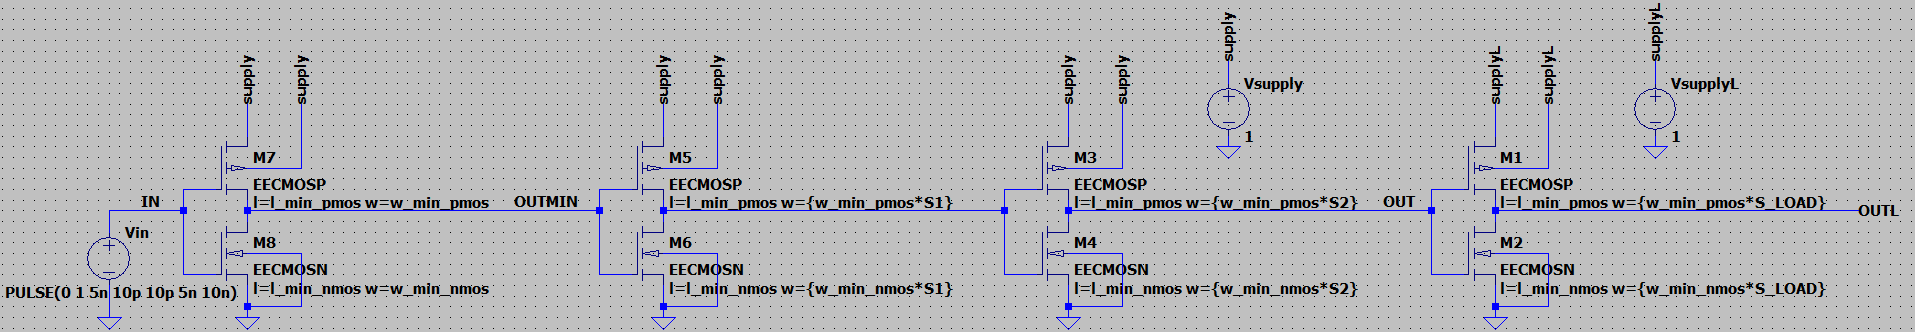 supply
supply
M7
EECMOSP
l=l_min_pmos w=w_min_pmos
IN
Vin
PULSE(0 1 5n 10p 10p 5n 10n)
M8
EECMOSN
l=l_min_nmos w=w_min_nmos
OUTMIN
supply
supply
M5
EECMOSP
l=l_min_pmos w={w_min_pmos*S1}
M6
EECMOSN
l=l_min_nmos w={w_min_nmos*S1}
supply
supply
M3
EECMOSP
l=l_min_pmos w={w_min_pmos*S2}
M4
EECMOSN
l=l_min_nmos w={w_min_nmos*S2}
supply
Vsupply
1
OUT
supplyL
supplyL
M1
EECMOSP
l=l_min_pmos w={w_min_pmos*S_LOAD}
M2
EECMOSN
l=l_min_nmos w={w_min_nmos*S_LOAD}
supplyL
VsupplyL
1
OUTL